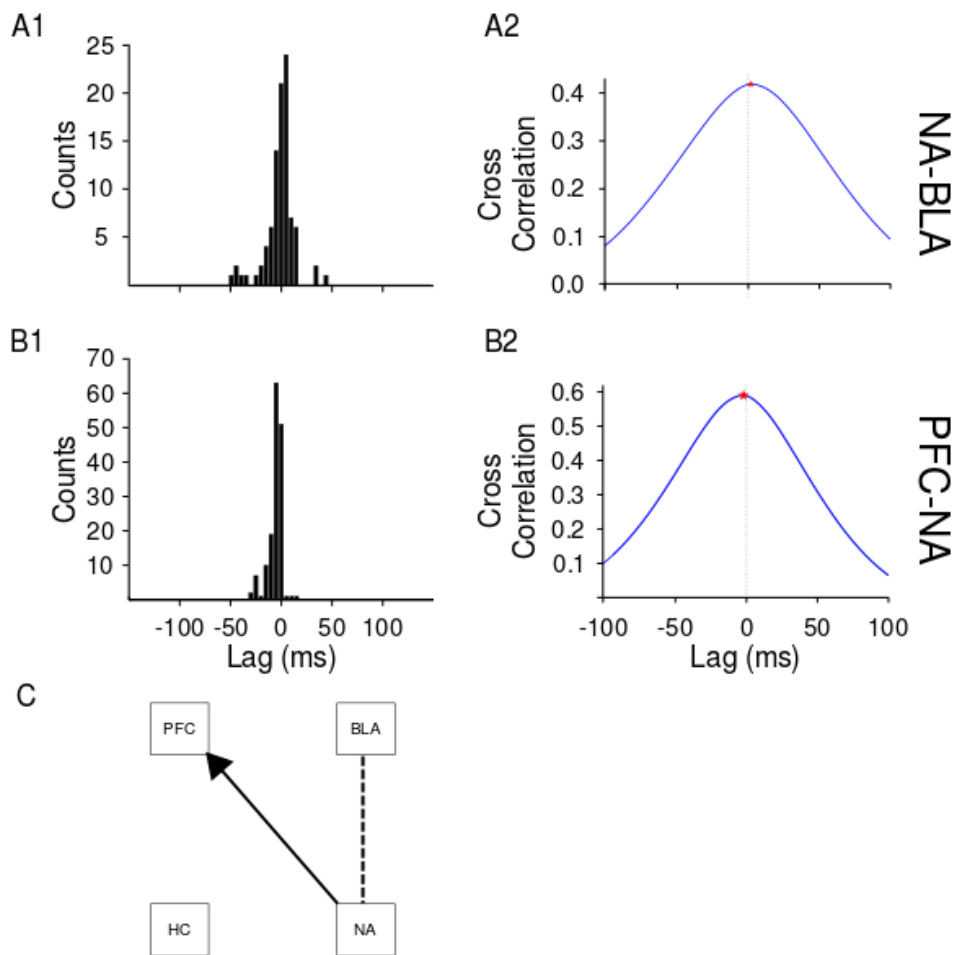 A1
25
20
15
10
5
Counts
A2
0.4
0.3
0.2
0.1
0.0
Cross
Correlation
NA-BLA
B1
70
60
50
40
30
20
10
Counts
-100 -50 0 50 100
Lag (ms)
B2
0.6
0.5
0.4
0.3
0.2
0.1
Cross
Correlation
-100 -50 0 50 100
Lag (ms)
PFC-NA
C
PFC
BLA
HC
NA